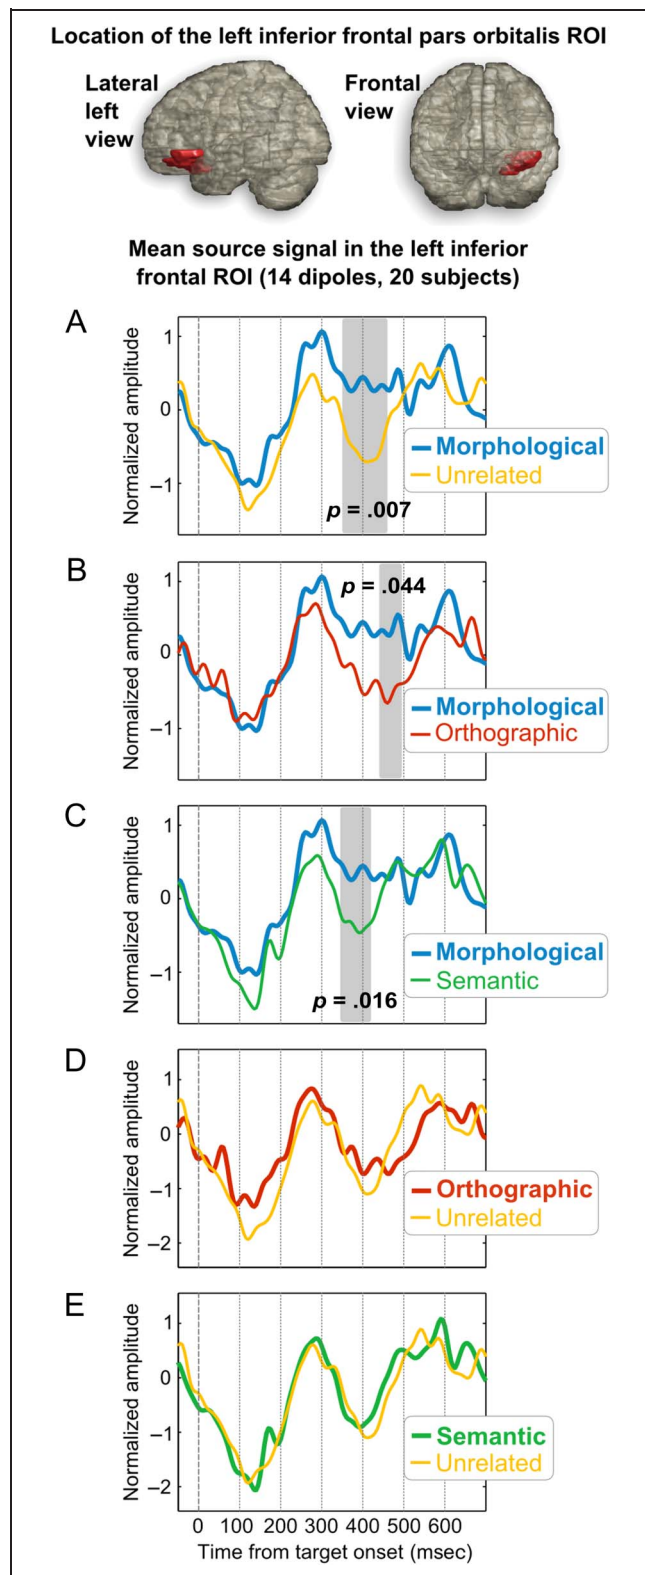 Location of the left inferior frontal pars orbitalis ROI
Lateral
left
view
Frontal
view
Mean source signal in the left inferior
frontal ROI (14 dipoles, 20 subjects)
A
Normalized amplitude
1
0
−1
Morphological
Unrelated
p = .007
B
Normalized amplitude
1
0
−1
p = .044
Morphological
Orthographic
C
Normalized amplitude
1
0
−1
Morphological
Semantic
p = .016
D
Normalized amplitude
1
0
−1
−2
Orthographic
Unrelated
E
Normalized amplitude
1
0
−1
−2
Semantic
Unrelated
0 100 200 300 400 500 600
Time from target onset (msec)